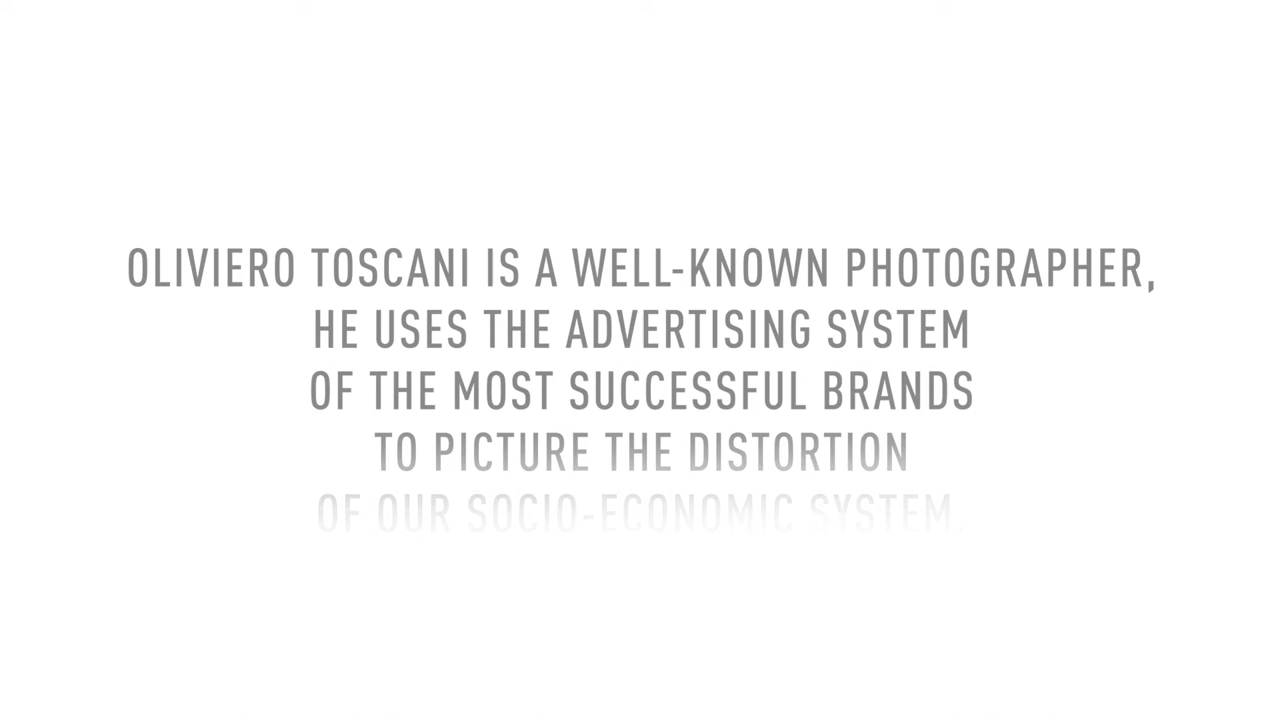 OLIVIERO TOSCANI IS A WELL-KNOWN PHOTOGRAPHER,
HE USES THE ADVERTISING SYSTEM
OF THE MOST SUCCESSFUL BRANDS
TO PICTURE THE DISTORTION
OF OUR SOCIO-ECONOMIC SYSTEM.